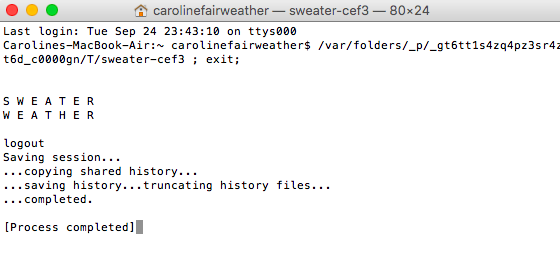 carolinefairweather — sweater-cef3 — 80×24
Last login: Tue Sep 24 23:43:10 on ttys000
Carolines-MacBook-Air:~ carolinefairweather$ /var/folders/_p/_gt6tt1s4zq4pz3sr4z
t6d_c0000gn/T/sweater-cef3 ; exit;
S W E A T E R
W E A T H E R
logout
Saving session...
...copying shared history...
...saving history...truncating history files...
...completed.
[Process completed]